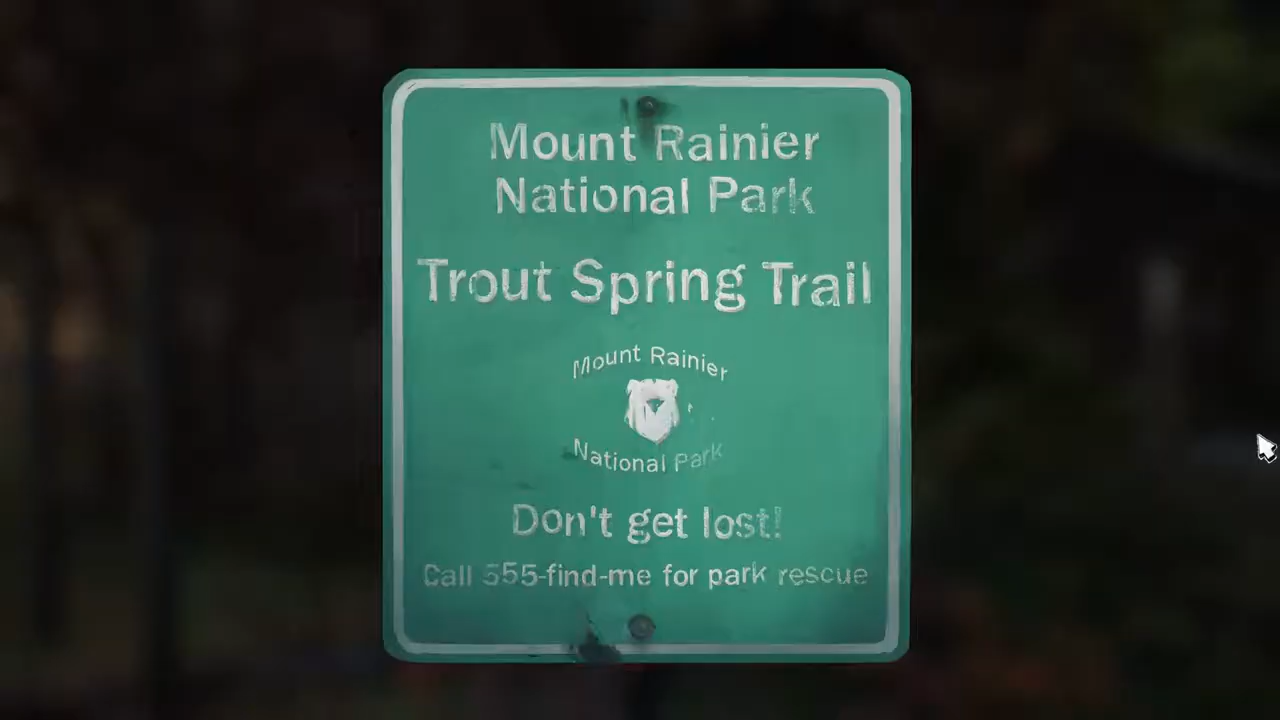 Mount Rainier
National Park
Trout Spring Trail
Mount Rainier
National Park
Don't get lost!
Call 555-find-me for park rescue